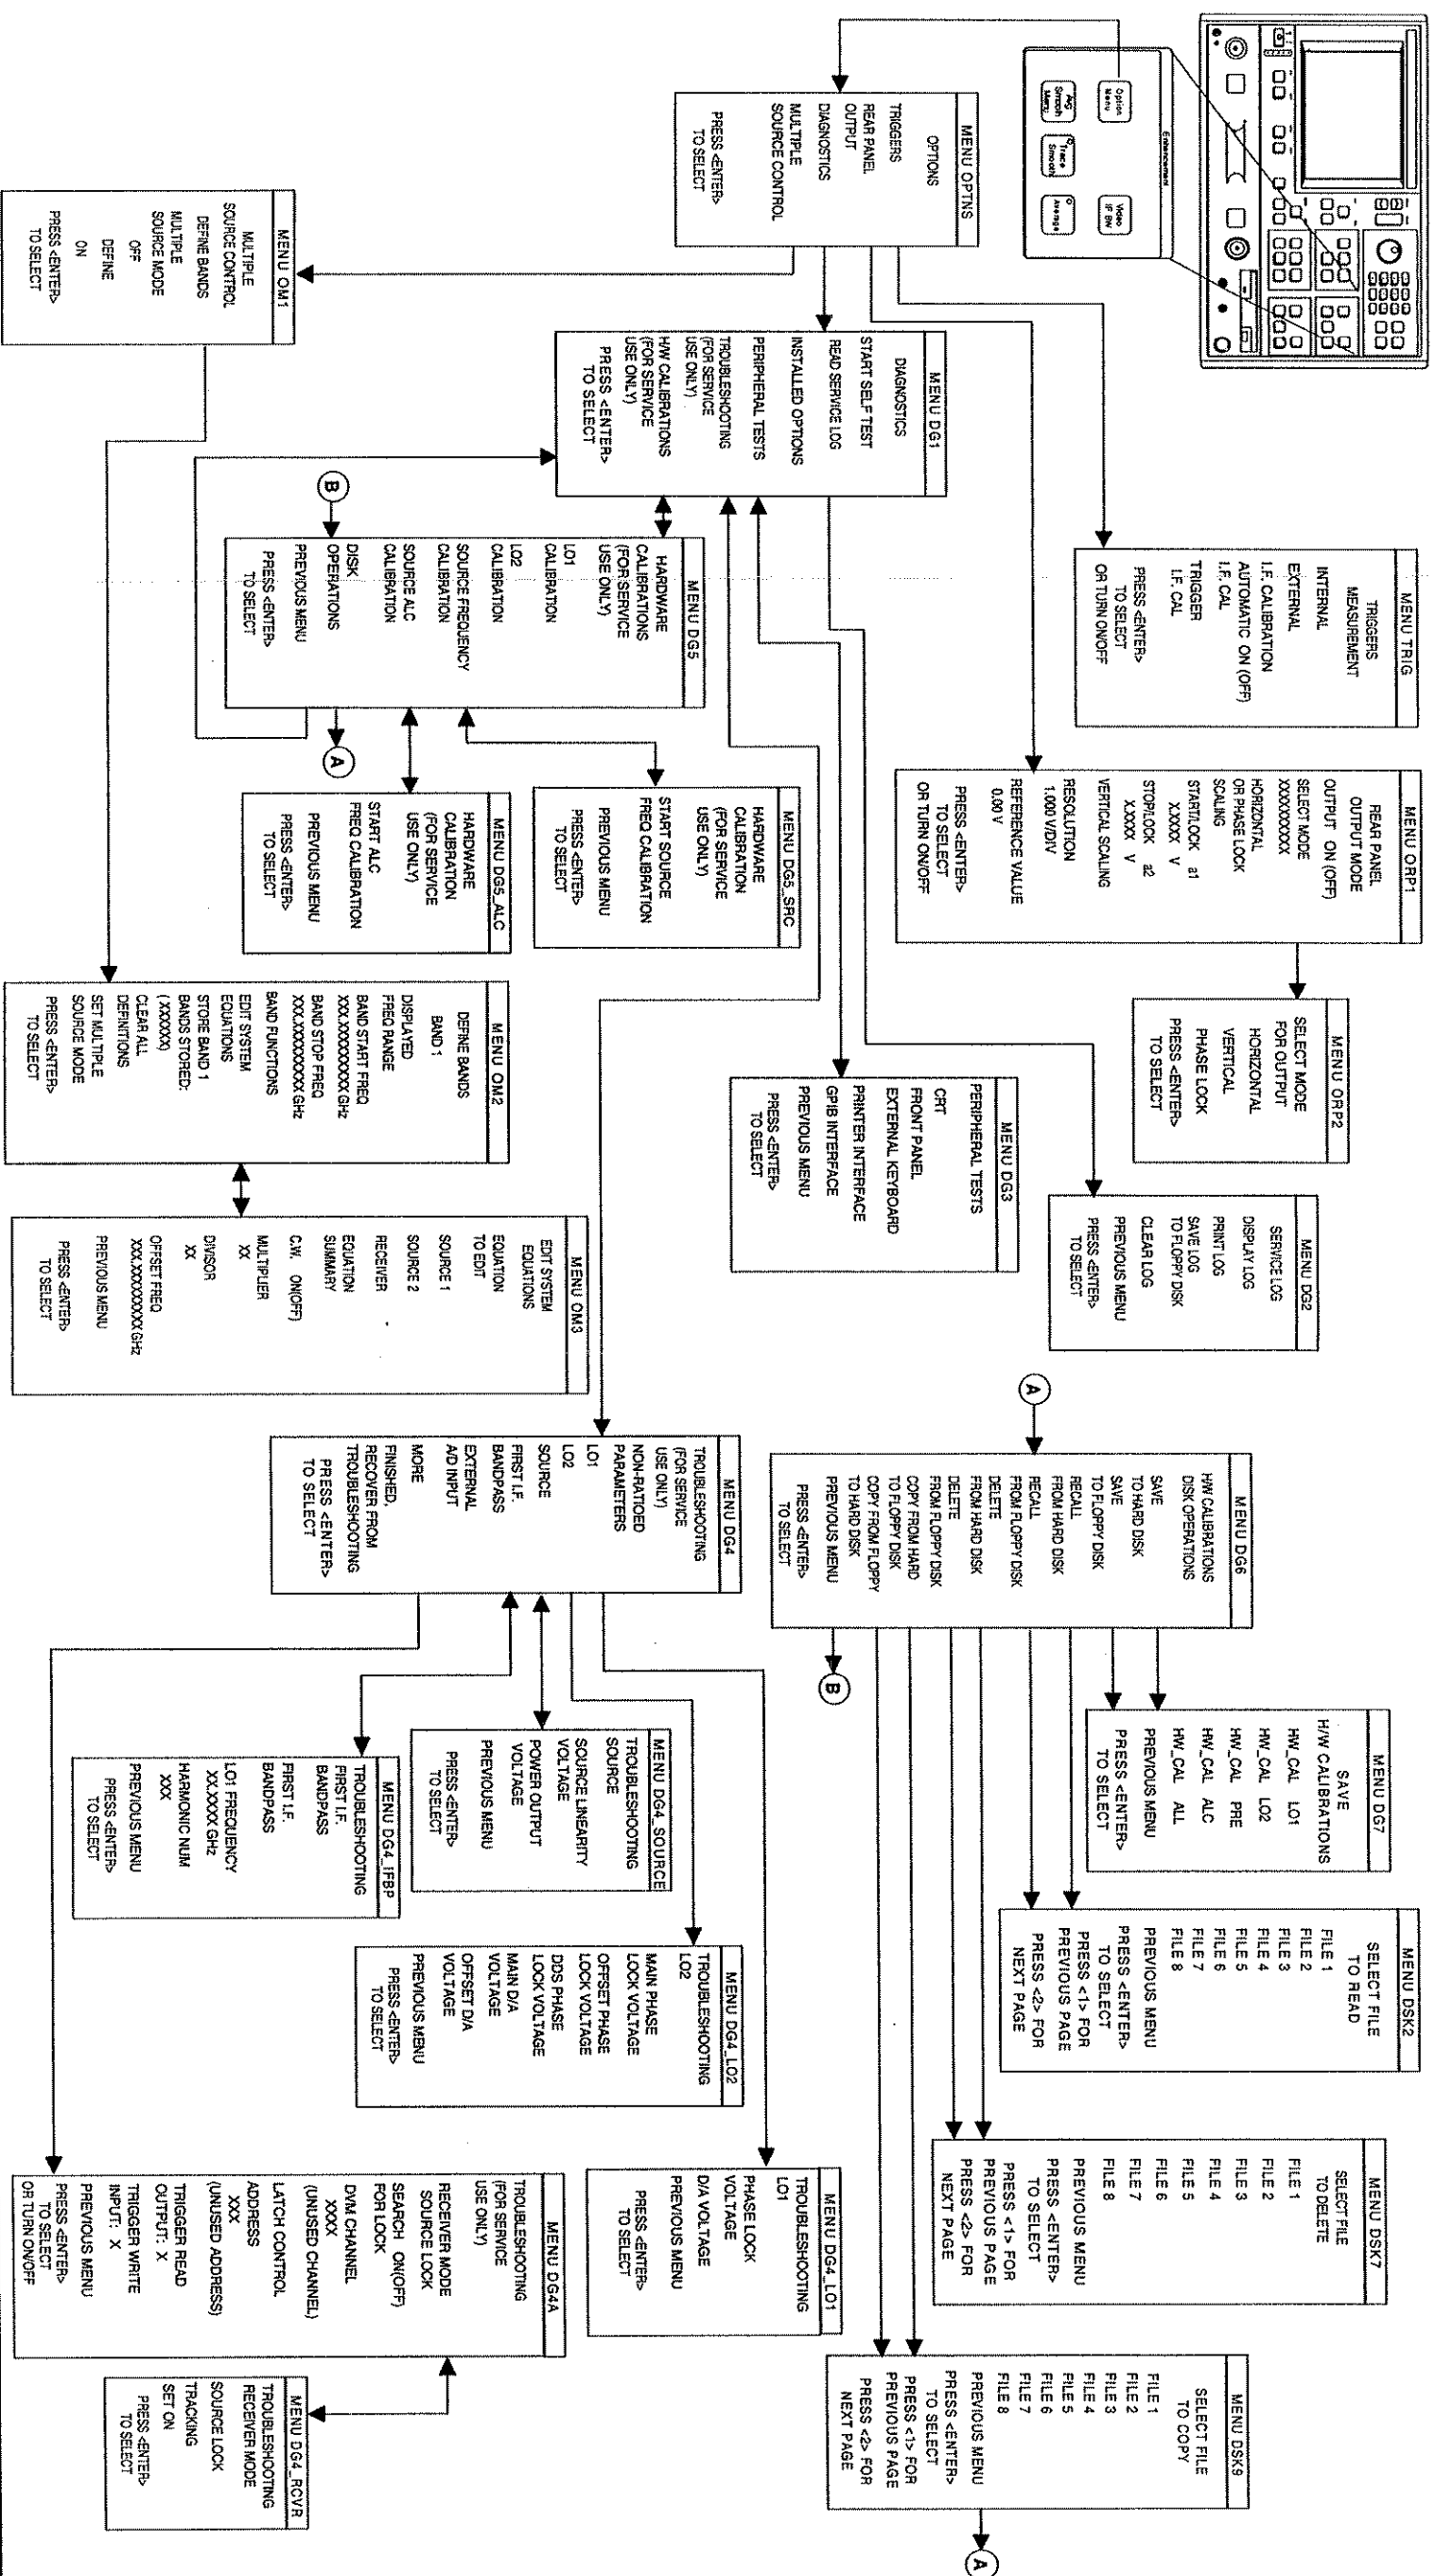 Enhancement
Option
Menu
Video
IF BW
Avg
Smooth
Menu
Trace
Smooth
Average
MENU OPTNS
OPTIONS
TRIGGERS
REAR PANEL
OUTPUT
DIAGNOSTICS
MULTIPLE
SOURCE CONTROL
PRESS <ENTER>
TO SELECT
MENU TRIG
TRIGGERS
MEASUREMENT
INTERNAL
EXTERNAL
I.F. CALIBRATION
AUTOMATIC ON (OFF)
I.F. CAL
TRIGGER
I.F. CAL
PRESS <ENTER>
TO SELECT
OR TURN ON/OFF
MENU ORP1
REAR PANEL
OUTPUT MODE
OUTPUT ON (OFF)
SELECT MODE
XXXXXXXXXX
HORIZONTAL
OR PHASE LOCK
SCALING
START/LOCK a1
X.XXXX V
STOP/LOCK a2
X.XXXX V
VERTICAL SCALING
RESOLUTION
1.000 V/DIV
REFERENCE VALUE
0.00 V
PRESS <ENTER>
TO SELECT
OR TURN ON/OFF
MENU ORP2
SELECT MODE
FOR OUTPUT
HORIZONTAL
VERTICAL
PHASE LOCK
PRESS <ENTER>
TO SELECT
MENU DG1
DIAGNOSTICS
START SELF TEST
READ SERVICE LOG
INSTALLED OPTIONS
PERIPHERAL TESTS
TROUBLESHOOTING
(FOR SERVICE
USE ONLY)
H/W CALIBRATIONS
(FOR SERVICE
USE ONLY)
PRESS <ENTER>
TO SELECT
MENU DG2
SERVICE LOG
DISPLAY LOG
PRINT LOG
SAVE LOG
TO FLOPPY DISK
CLEAR LOG
PREVIOUS MENU
PRESS <ENTER>
TO SELECT
MENU DG3
PERIPHERAL TESTS
CRT
FRONT PANEL
EXTERNAL KEYBOARD
PRINTER INTERFACE
GPIB INTERFACE
PREVIOUS MENU
PRESS <ENTER>
TO SELECT
MENU DG5
HARDWARE
CALIBRATIONS
(FOR SERVICE
USE ONLY)
LO1
CALIBRATION
LO2
CALIBRATION
SOURCE FREQUENCY
CALIBRATION
SOURCE ALC
CALIBRATION
DISK
OPERATIONS
PREVIOUS MENU
PRESS <ENTER>
TO SELECT
B
A
MENU DG5_SRC
HARDWARE
CALIBRATION
(FOR SERVICE
USE ONLY)
START SOURCE
FREQ CALIBRATION
PREVIOUS MENU
PRESS <ENTER>
TO SELECT
MENU DG5_ALC
HARDWARE
CALIBRATION
(FOR SERVICE
USE ONLY)
START ALC
FREQ CALIBRATION
PREVIOUS MENU
PRESS <ENTER>
TO SELECT
MENU OM1
MULTIPLE
SOURCE CONTROL
DEFINE BANDS
MULTIPLE
SOURCE MODE
OFF
DEFINE
ON
PRESS <ENTER>
TO SELECT
MENU OM2
DEFINE BANDS
BAND 1
DISPLAYED
FREQ RANGE
BAND START FREQ
XXX.XXXXXXXXX GHz
BAND STOP FREQ
XXX.XXXXXXXXX GHz
BAND FUNCTIONS
EDIT SYSTEM
EQUATIONS
STORE BAND 1
BANDS STORED:
(XXXXX)
CLEAR ALL
DEFINITIONS
SET MULTIPLE
SOURCE MODE
PRESS <ENTER>
TO SELECT
MENU OM3
EDIT SYSTEM
EQUATIONS
EQUATION
TO EDIT
SOURCE 1
SOURCE 2
RECEIVER
EQUATION
SUMMARY
C.W. ON(OFF)
MULTIPLIER
XX
DIVISOR
XX
OFFSET FREQ
XXX.XXXXXXXXX GHz
PREVIOUS MENU
PRESS <ENTER>
TO SELECT
A
MENU DG6
H/W CALIBRATIONS
DISK OPERATIONS
SAVE
TO HARD DISK
SAVE
TO FLOPPY DISK
RECALL
FROM HARD DISK
RECALL
FROM FLOPPY DISK
DELETE
FROM HARD DISK
DELETE
FROM FLOPPY DISK
COPY FROM HARD
TO FLOPPY DISK
COPY FROM FLOPPY
TO HARD DISK
PREVIOUS MENU
PRESS <ENTER>
TO SELECT
B
MENU DG7
SAVE
H/W CALIBRATIONS
HW_CAL LO1
HW_CAL LO2
HW_CAL PRE
HW_CAL ALC
HW_CAL ALL
PREVIOUS MENU
PRESS <ENTER>
TO SELECT
MENU DSK2
SELECT FILE
TO READ
FILE 1
FILE 2
FILE 3
FILE 4
FILE 5
FILE 6
FILE 7
FILE 8
PREVIOUS MENU
PRESS <ENTER>
TO SELECT
PRESS <1> FOR
PREVIOUS PAGE
PRESS <2> FOR
NEXT PAGE
MENU DSK7
SELECT FILE
TO DELETE
FILE 1
FILE 2
FILE 3
FILE 4
FILE 5
FILE 6
FILE 7
FILE 8
PREVIOUS MENU
PRESS <ENTER>
TO SELECT
PRESS <1> FOR
PREVIOUS PAGE
PRESS <2> FOR
NEXT PAGE
MENU DSK9
SELECT FILE
TO COPY
FILE 1
FILE 2
FILE 3
FILE 4
FILE 5
FILE 6
FILE 7
FILE 8
PREVIOUS MENU
PRESS <ENTER>
TO SELECT
PRESS <1> FOR
PREVIOUS PAGE
PRESS <2> FOR
NEXT PAGE
A
MENU DG4
TROUBLESHOOTING
(FOR SERVICE
USE ONLY)
NON-RATIOED
PARAMETERS
LO1
LO2
SOURCE
FIRST I.F.
BANDPASS
EXTERNAL
A/D INPUT
MORE
FINISHED,
RECOVER FROM
TROUBLESHOOTING
PRESS <ENTER>
TO SELECT
MENU DG4_SOURCE
TROUBLESHOOTING
SOURCE
SOURCE LINEARITY
VOLTAGE
POWER OUTPUT
VOLTAGE
PREVIOUS MENU
PRESS <ENTER>
TO SELECT
MENU DG4_IFBP
TROUBLESHOOTING
FIRST I.F.
BANDPASS
FIRST I.F.
BANDPASS
LO1 FREQUENCY
XX.XXXX GHz
HARMONIC NUM
XXX
PREVIOUS MENU
PRESS <ENTER>
TO SELECT
MENU DG4_LO2
TROUBLESHOOTING
LO2
MAIN PHASE
LOCK VOLTAGE
OFFSET PHASE
LOCK VOLTAGE
DDS PHASE
LOCK VOLTAGE
MAIN D/A
VOLTAGE
OFFSET D/A
VOLTAGE
PREVIOUS MENU
PRESS <ENTER>
TO SELECT
MENU DG4_LO1
TROUBLESHOOTING
LO1
PHASE LOCK
VOLTAGE
D/A VOLTAGE
PREVIOUS MENU
PRESS <ENTER>
TO SELECT
MENU DG4A
TROUBLESHOOTING
(FOR SERVICE
USE ONLY)
RECEIVER MODE
SOURCE LOCK
SEARCH ON(OFF)
FOR LOCK
DVM CHANNEL
XXXX
(UNUSED CHANNEL)
LATCH CONTROL
ADDRESS
XXX
(UNUSED ADDRESS)
TRIGGER READ
OUTPUT: X
TRIGGER WRITE
INPUT: X
PREVIOUS MENU
PRESS <ENTER>
TO SELECT
OR TURN ON/OFF
MENU DG4_RCVR
TROUBLESHOOTING
RECEIVER MODE
SOURCE LOCK
TRACKING
SET ON
PRESS <ENTER>
TO SELECT